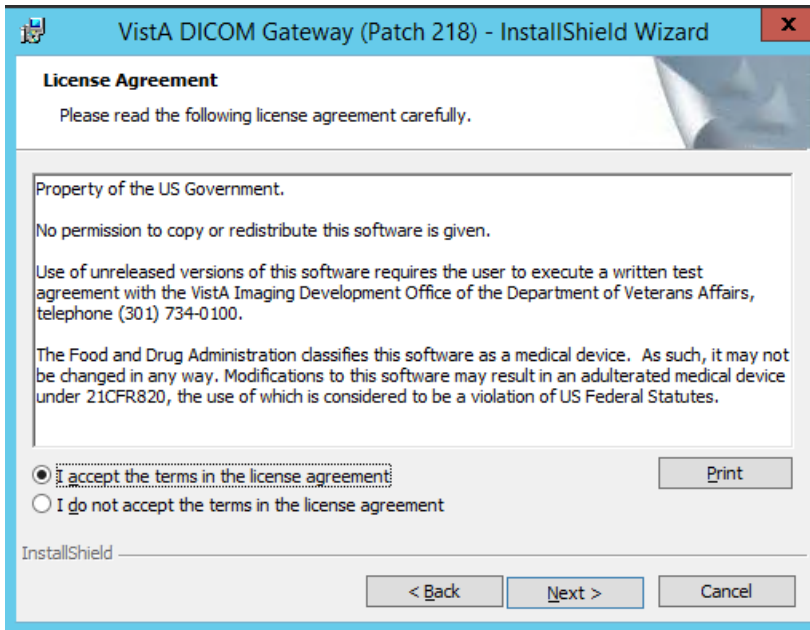 VistA DICOM Gateway (Patch 218) - InstallShield Wizard
x
License Agreement
Please read the following license agreement carefully.
Property of the US Government.
No permission to copy or redistribute this software is given.
Use of unreleased versions of this software requires the user to execute a written test
agreement with the VistA Imaging Development Office of the Department of Veterans Affairs,
telephone (301) 734-0100.
The Food and Drug Administration classifies this software as a medical device.  As such, it may not
be changed in any way. Modifications to this software may result in an adulterated medical device
under 21CFR820, the use of which is considered to be a violation of US Federal Statutes.
I accept the terms in the license agreement
Print
I do not accept the terms in the license agreement
InstallShield
< Back
Next >
Cancel